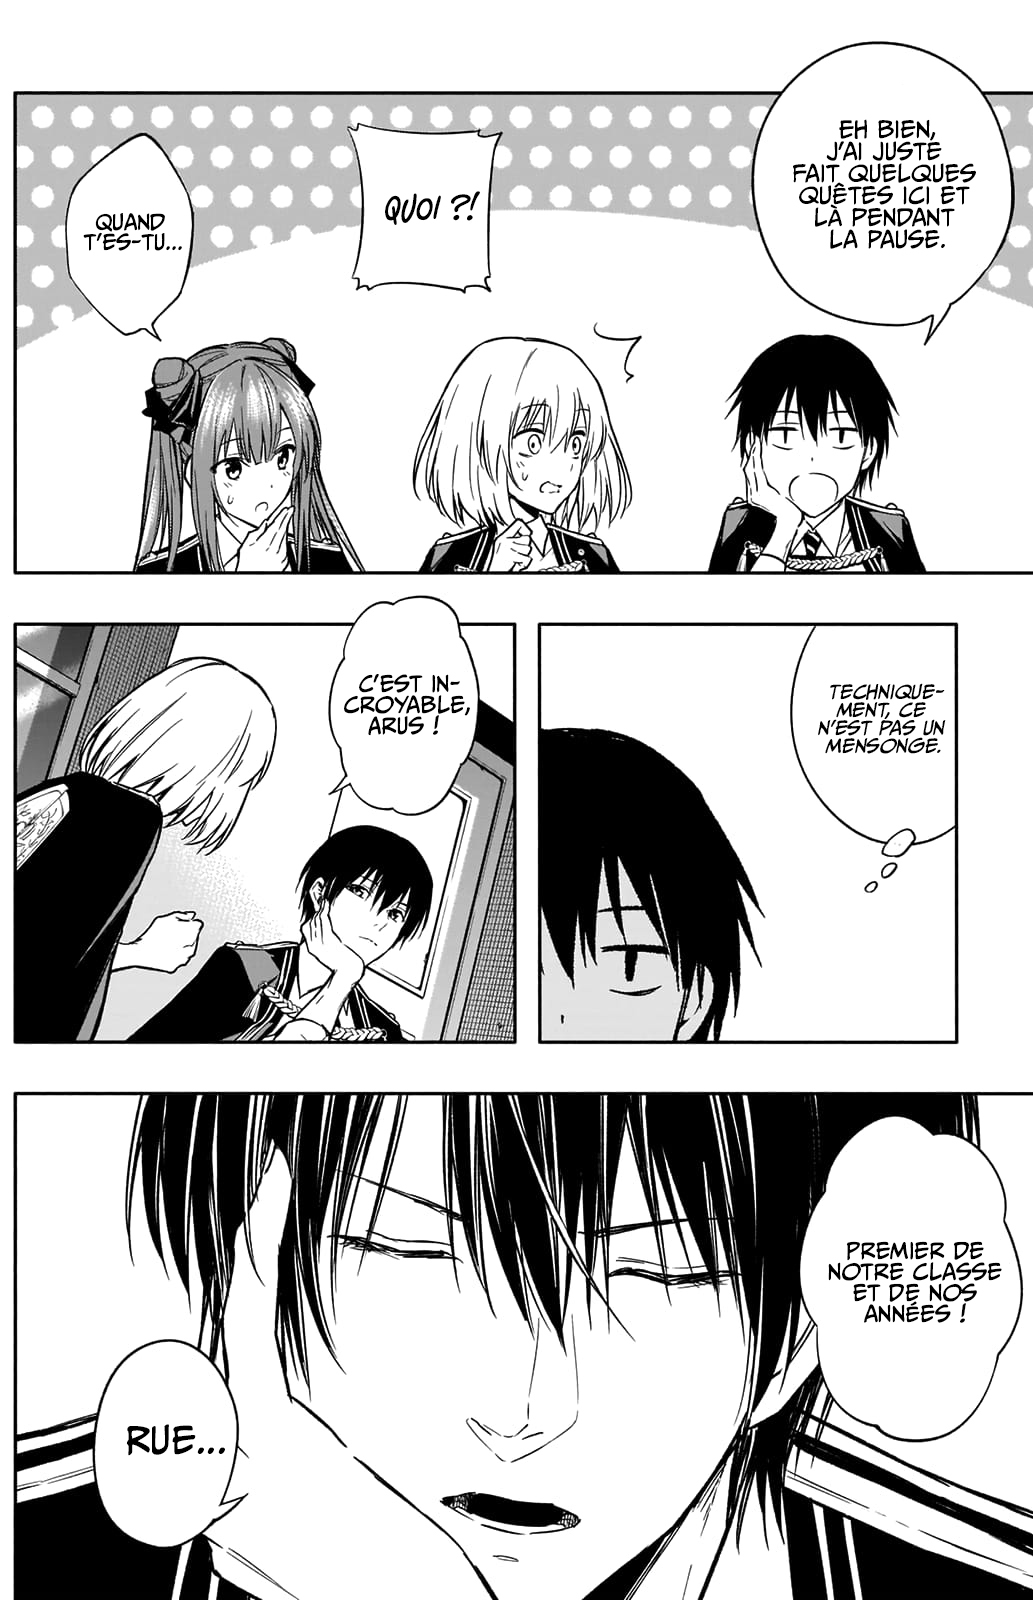 EH BIEN,
J'AI JUSTE
FAIT QUELQUES
QUÊTES ICI ET
LÀ PENDANT
LA PAUSE.
QUOI ?!
QUAND
T'ES-TU...
TECHNIQUE-
MENT, CE
N'EST PAS UN
MENSONGE.
C'EST IN-
CROYABLE,
ARUS !
PREMIER DE
NOTRE CLASSE
ET DE NOS
ANNÉES !
RUE...